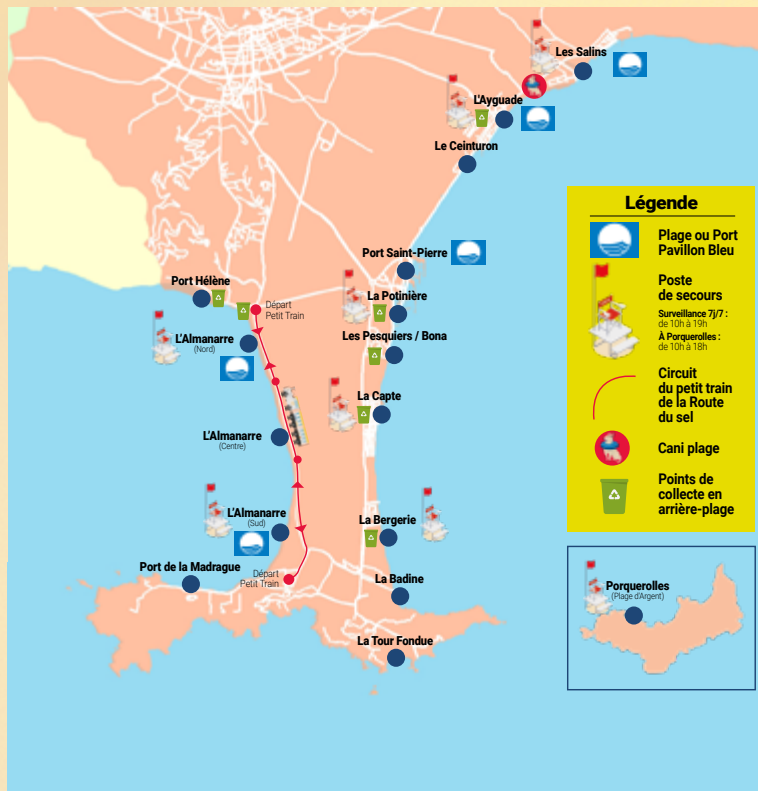 Les Salins
L'Ayguade
Le Ceinturon
Port Saint-Pierre
Port Hélène
Départ
Petit Train
La Potinière
L'Almanarre
(Nord)
Les Pesquiers / Bona
La Capte
L'Almanarre
(Centre)
L'Almanarre
(Sud)
La Bergerie
Port de la Madrague
Départ
Petit Train
La Badine
La Tour Fondue
Légende
Plage ou Port
Pavillon Bleu
Poste
de secours
Surveillance 7j/7 :
de 10h à 19h
À Porquerolles :
de 10h à 18h
Circuit
du petit train
de la Route
du sel
Cani plage
Points de
collecte en
arrière-plage
Porquerolles
(Plage d'Argent)